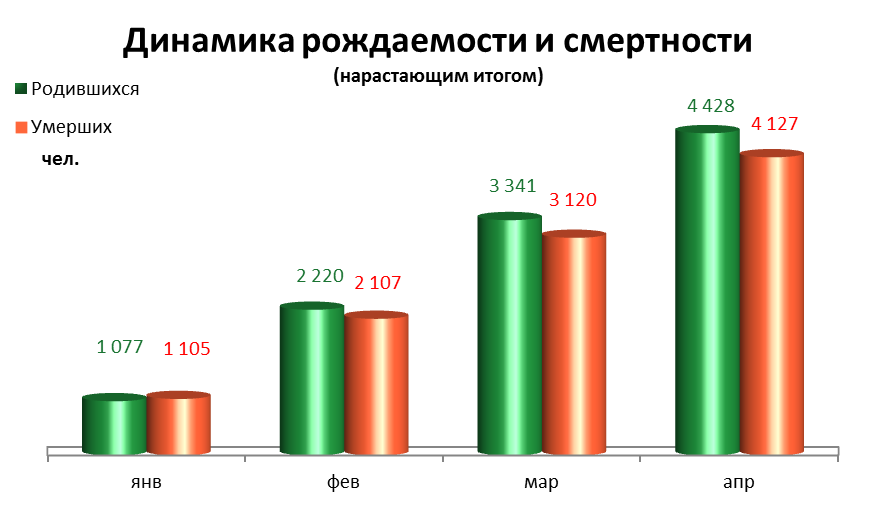 Динамика рождаемости и смертности
(нарастающим итогом)
Родившихся
Умерших
чел.
1 077
1 105
2 220
2 107
3 341
3 120
4 428
4 127
янв
фев
мар
апр